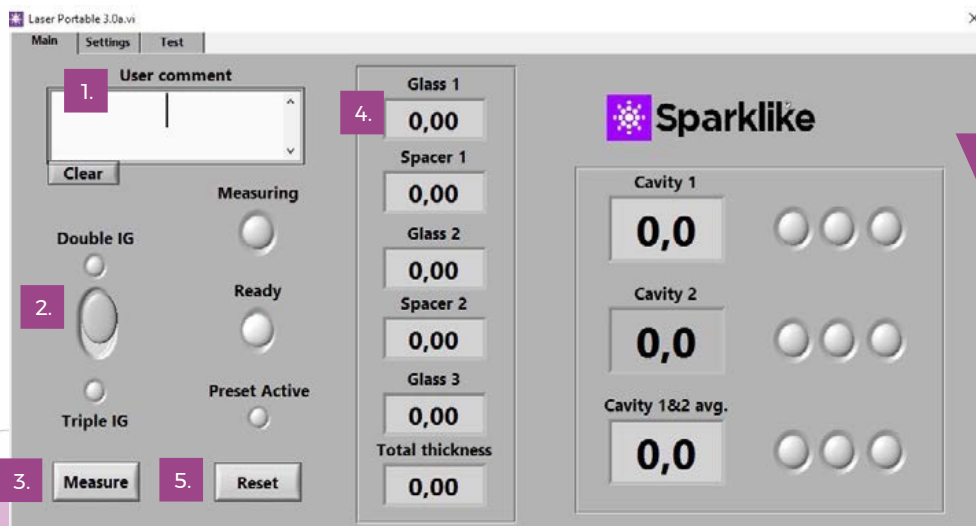 Laser Portable 3.0a.vi
Main Settings Test
1.
User comment
Clear
Measuring
Double IG
2.
Ready
Preset Active
Triple IG
3.
Measure
5.
Reset
4.
Glass 1
0,00
Spacer 1
0,00
Glass 2
0,00
Spacer 2
0,00
Glass 3
0,00
Total thickness
0,00
Sparklike
Cavity 1
0,0
Cavity 2
0,0
Cavity 1&2 avg.
0,0